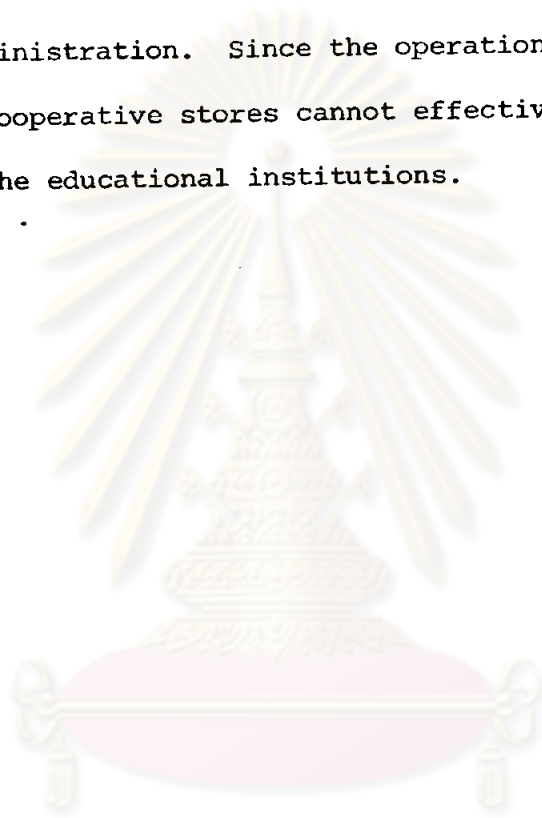 inistration. Since the operation
ooperative stores cannot effectiv
he educational institutions.